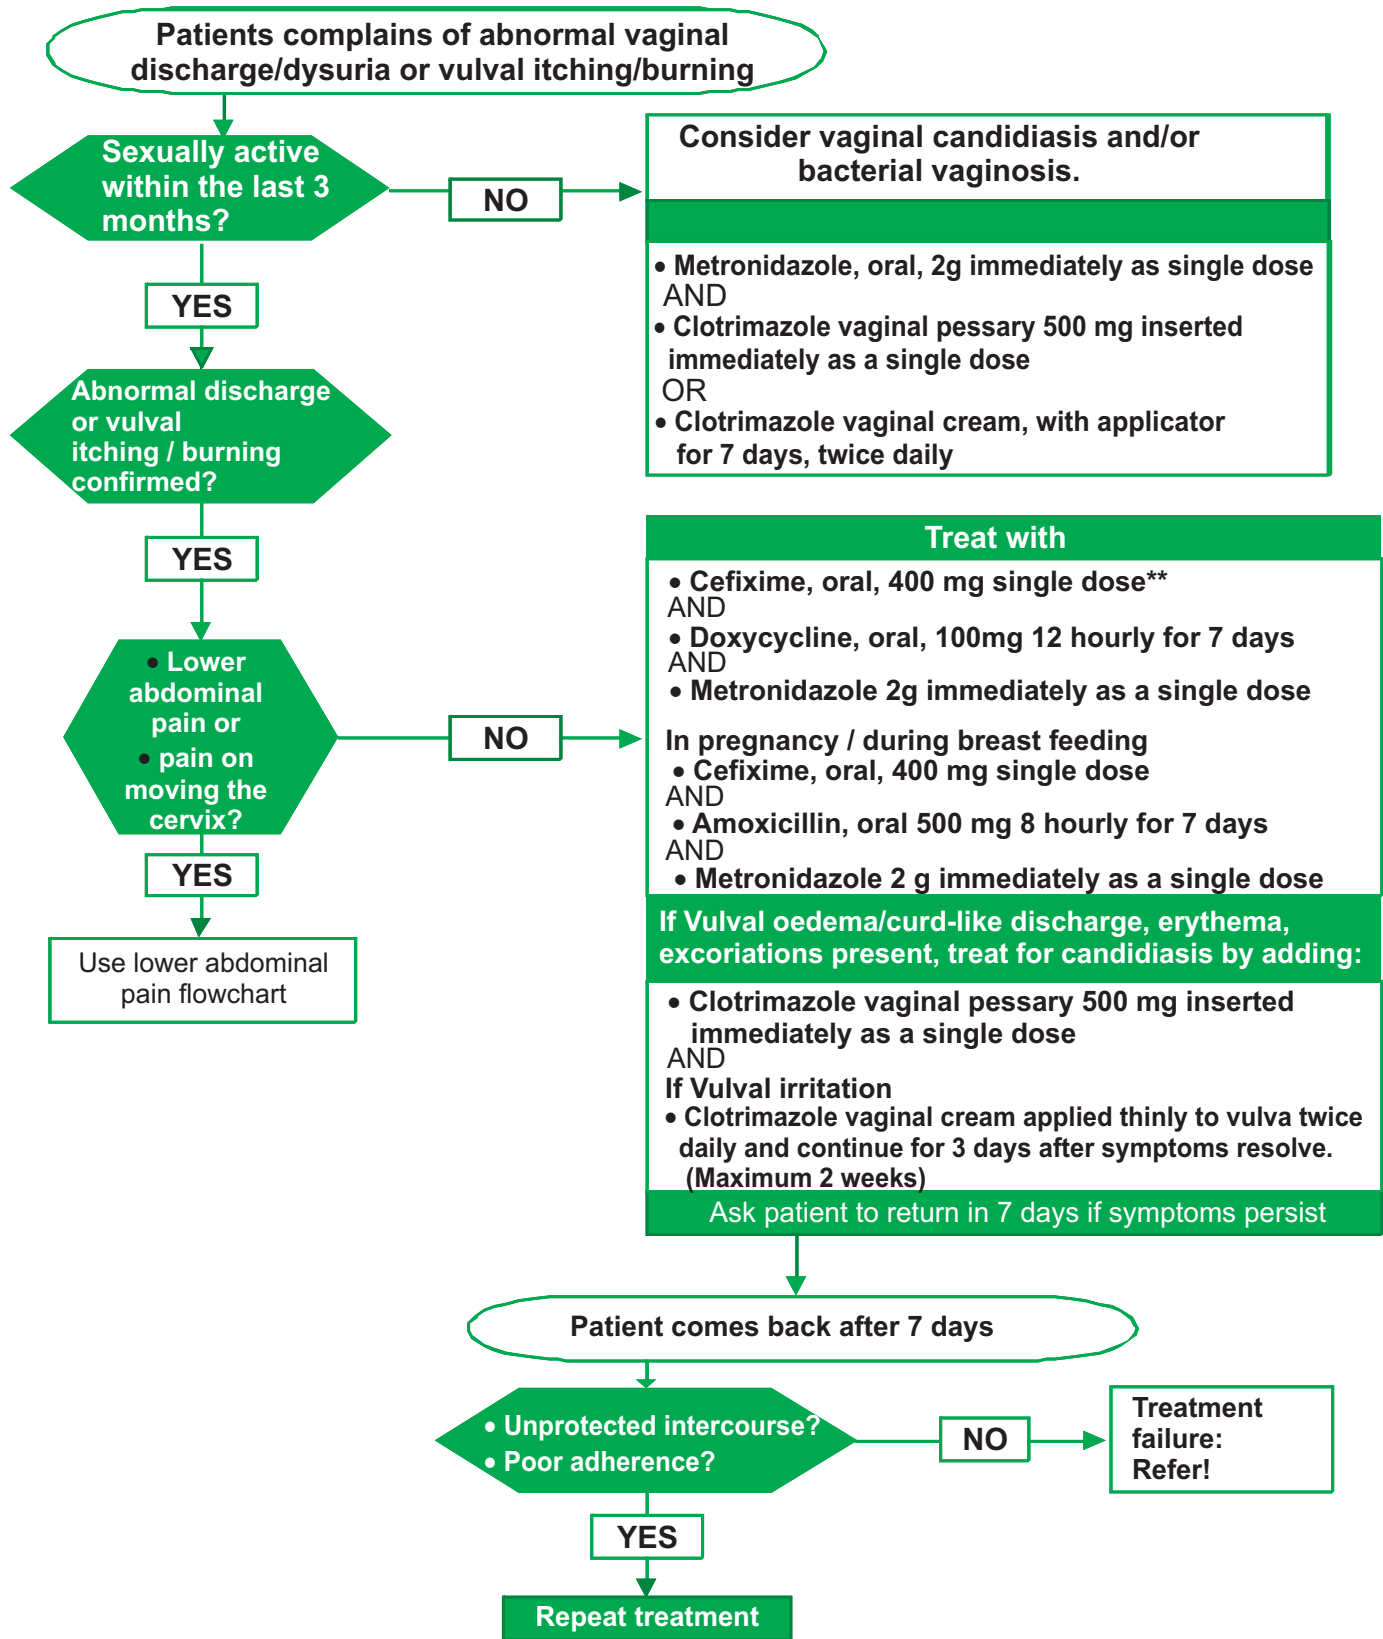 Patients complains of abnormal vaginal
discharge/dysuria or vulval itching/burning
Sexually active
within the last 3
months?
NO
Consider vaginal candidiasis and/or
bacterial vaginosis.
• Metronidazole, oral, 2g immediately as single dose
AND
• Clotrimazole vaginal pessary 500 mg inserted
immediately as a single dose
OR
• Clotrimazole vaginal cream, with applicator
for 7 days, twice daily
YES
Abnormal discharge
or vulval
itching / burning
confirmed?
YES
• Lower
abdominal
pain or
• pain on
moving the
cervix?
NO
Treat with
• Cefixime, oral, 400 mg single dose**
AND
• Doxycycline, oral, 100mg 12 hourly for 7 days
AND
• Metronidazole 2g immediately as a single dose
In pregnancy / during breast feeding
• Cefixime, oral, 400 mg single dose
AND
• Amoxicillin, oral 500 mg 8 hourly for 7 days
AND
• Metronidazole 2 g immediately as a single dose
If Vulval oedema/curd-like discharge, erythema,
excoriations present, treat for candidiasis by adding:
• Clotrimazole vaginal pessary 500 mg inserted
immediately as a single dose
AND
If Vulval irritation
• Clotrimazole vaginal cream applied thinly to vulva twice
daily and continue for 3 days after symptoms resolve.
(Maximum 2 weeks)
Ask patient to return in 7 days if symptoms persist
YES
Use lower abdominal
pain flowchart
Patient comes back after 7 days
• Unprotected intercourse?
• Poor adherence?
NO
Treatment
failure:
Refer!
YES
Repeat treatment